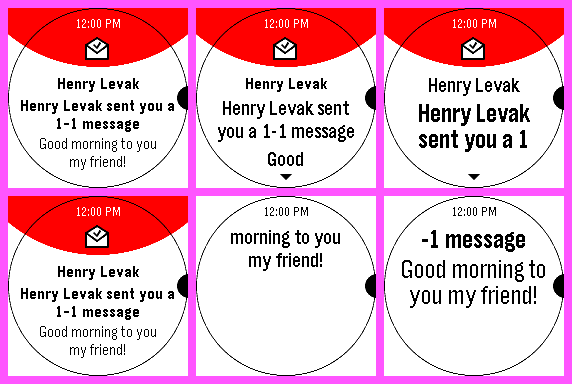 12:00 PM
Henry Levak
Henry Levak sent you a
1-1 message
Good morning to you
my friend!
12:00 PM
Henry Levak
Henry Levak sent
you a 1-1 message
Good
12:00 PM
Henry Levak
Henry Levak
sent you a 1
12:00 PM
Henry Levak
Henry Levak sent you a
1-1 message
Good morning to you
my friend!
12:00 PM
morning to you
my friend!
12:00 PM
-1 message
Good morning to
you my friend!